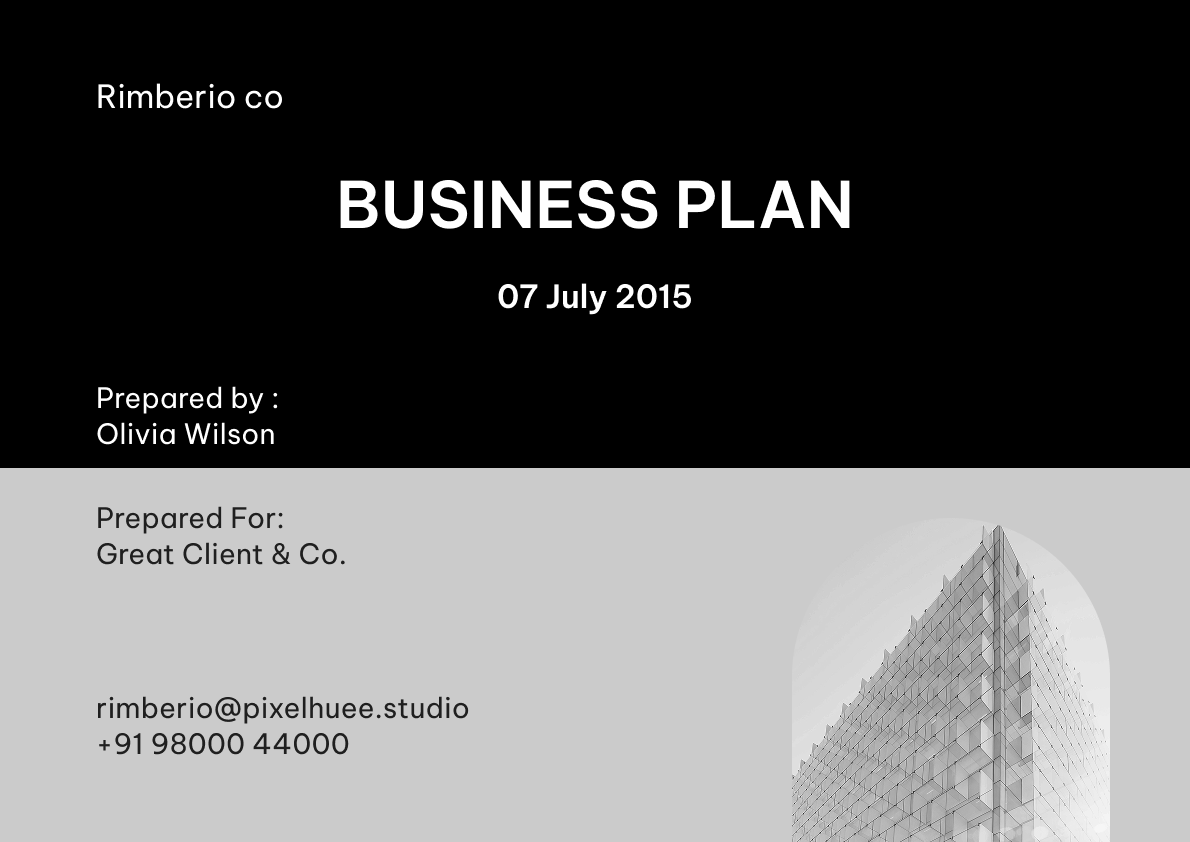 Rimberio co
BUSINESS PLAN
07 July 2015
Prepared by :
Olivia Wilson
Prepared For:
Great Client & Co.
rimberio@pixelhuee.studio
+91 98000 44000